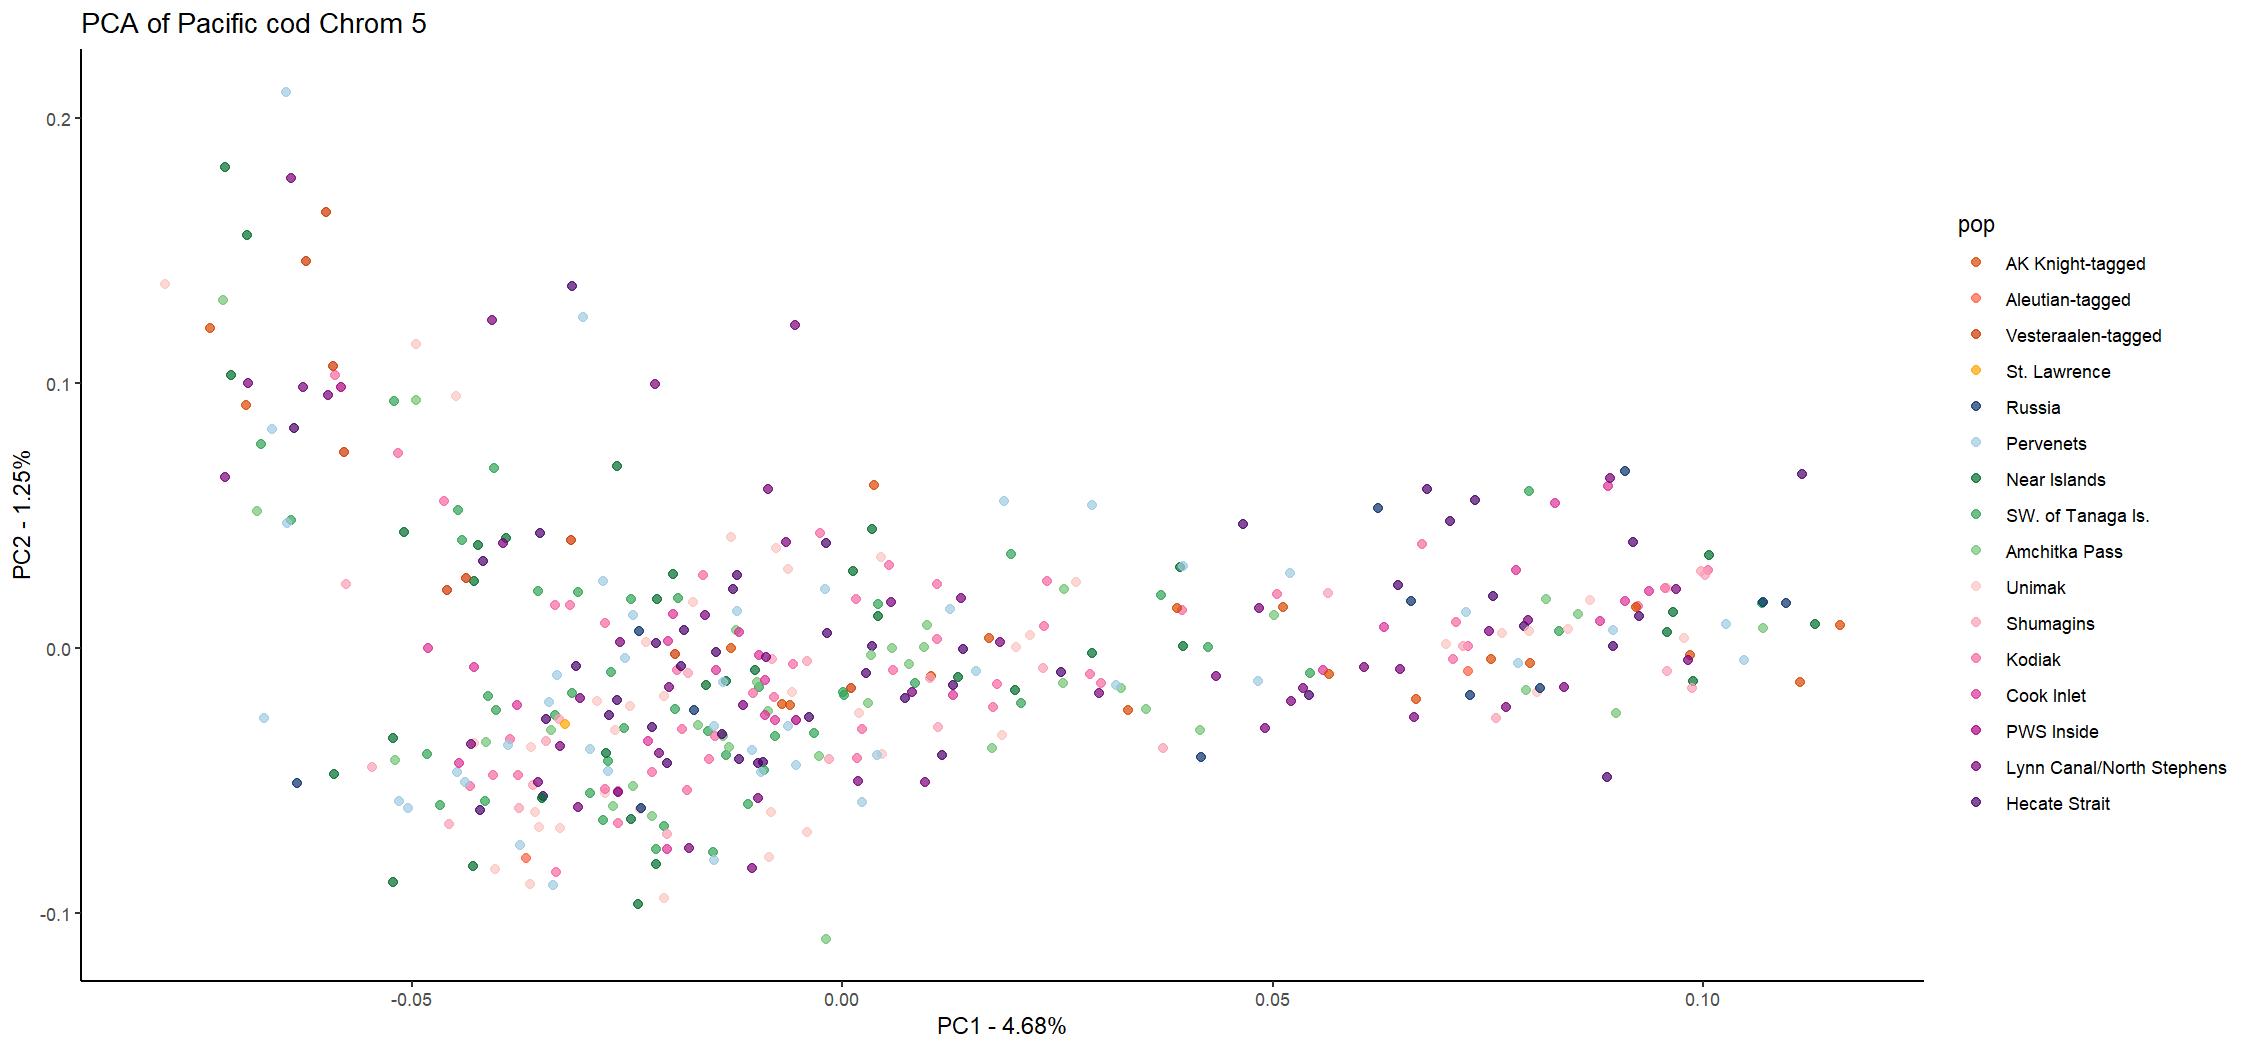 PCA of Pacific cod Chrom 5
0.2
0.1
0.0
-0.1
PC2 - 1.25%
-0.05
0.00
0.05
0.10
PC1 - 4.68%
pop
AK Knight-tagged
Aleutian-tagged
Vesteraalen-tagged
St. Lawrence
Russia
Pervenets
Near Islands
SW. of Tanaga Is.
Amchitka Pass
Unimak
Shumagins
Kodiak
Cook Inlet
PWS Inside
Lynn Canal/North Stephens
Hecate Strait